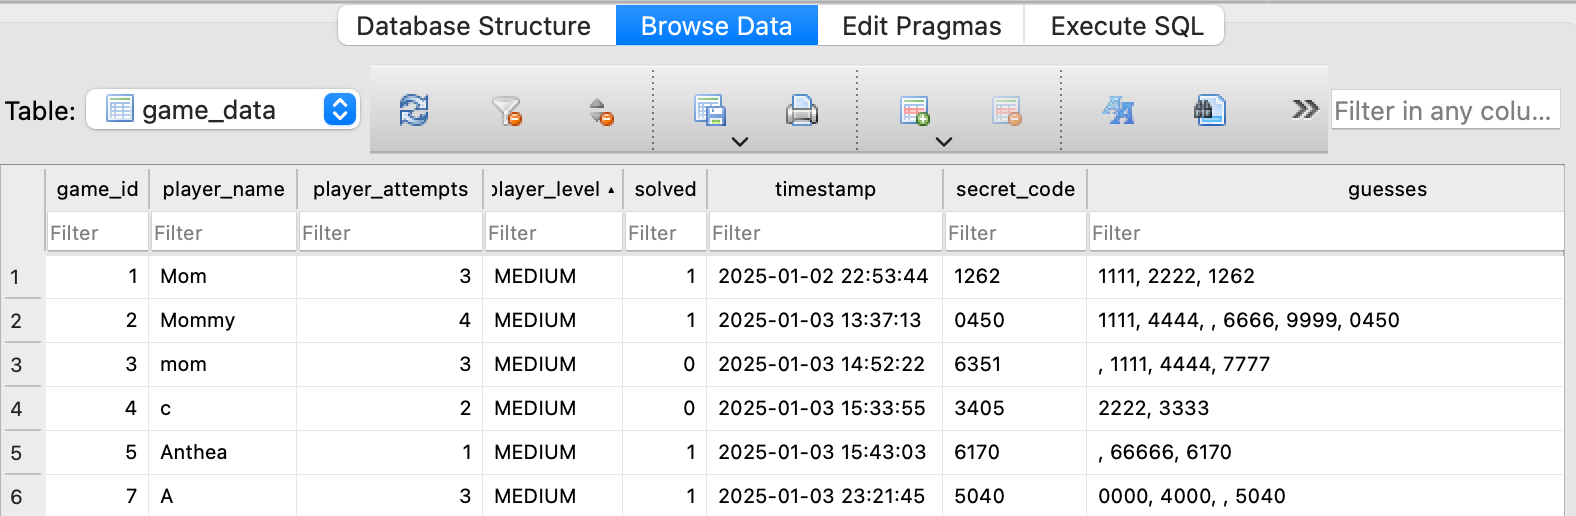 Database Structure Browse Data Edit Pragmas Execute SQL
Table: game_data Filter in any colu...
game_id player_name player_attempts player_level solved timestamp secret_code guesses
Filter Filter Filter Filter Filter Filter Filter Filter
1 1 Mom 3 MEDIUM 1 2025-01-02 22:53:44 1262 1111, 2222, 1262
2 2 Mommy 4 MEDIUM 1 2025-01-03 13:37:13 0450 1111, 4444, , 6666, 9999, 0450
3 3 mom 3 MEDIUM 0 2025-01-03 14:52:22 6351 , 1111, 4444, 7777
4 4 c 2 MEDIUM 0 2025-01-03 15:33:55 3405 2222, 3333
5 5 Anthea 1 MEDIUM 1 2025-01-03 15:43:03 6170 , 66666, 6170
6 7 A 3 MEDIUM 1 2025-01-03 23:21:45 5040 0000, 4000, , 5040